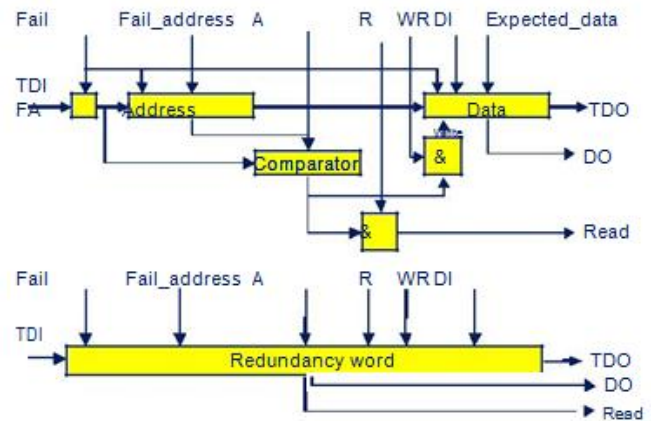 Fail Fail_address A R WR DI Expected_data
TDI
FA Address Data TDO
DO
Comparator &
& Read
Fail Fail_address A R WR DI
TDI
Redundancy word TDO
DO
Read